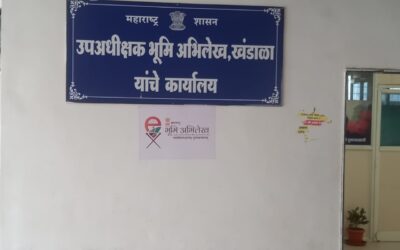 महाराष्ट्र शासन
उपअधीक्षक भूमि अभिलेख, खंडाळा
यांचे कार्यालय
e
भूमि अभिलेख